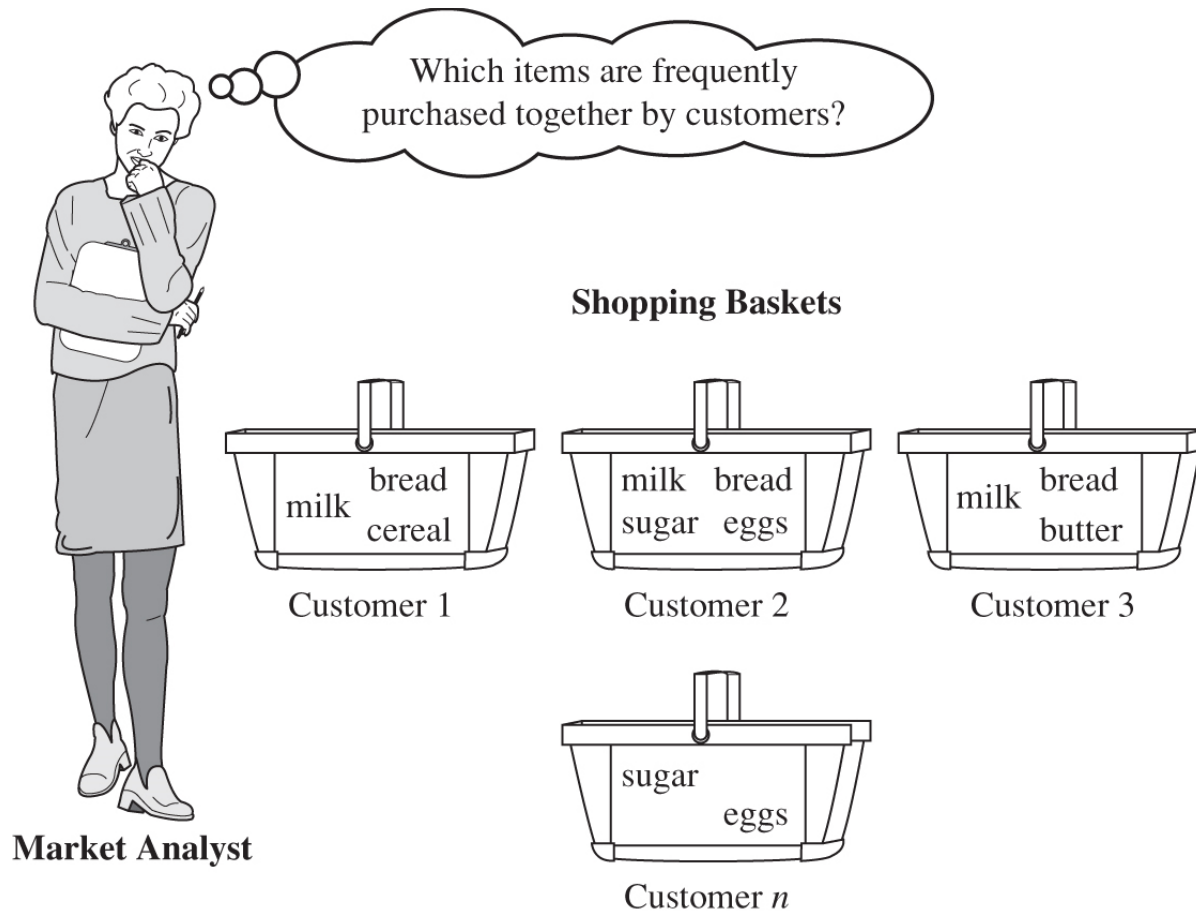 Which items are frequently
purchased together by customers?
Shopping Baskets
milk
bread
cereal
Customer 1
milk bread
sugar eggs
Customer 2
milk
bread
butter
Customer 3
sugar
eggs
Customer n
Market Analyst